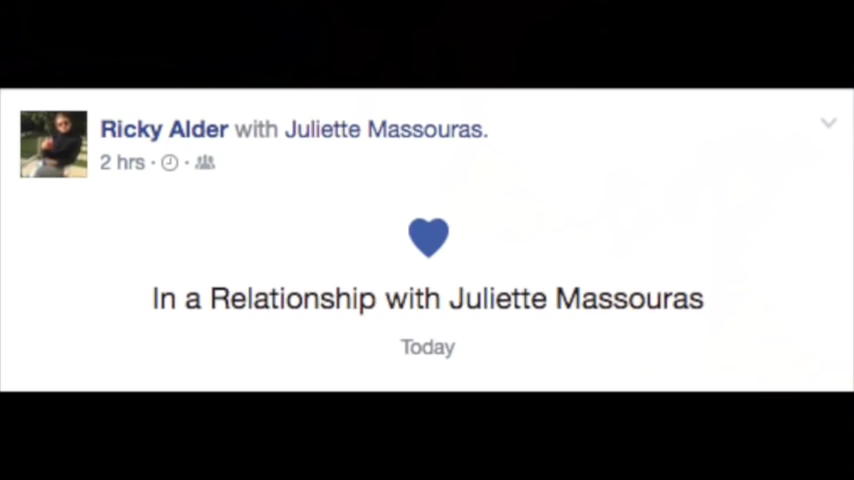 Ricky Alder with Juliette Massouras.
2 hrs · ·
In a Relationship with Juliette Massouras
Today